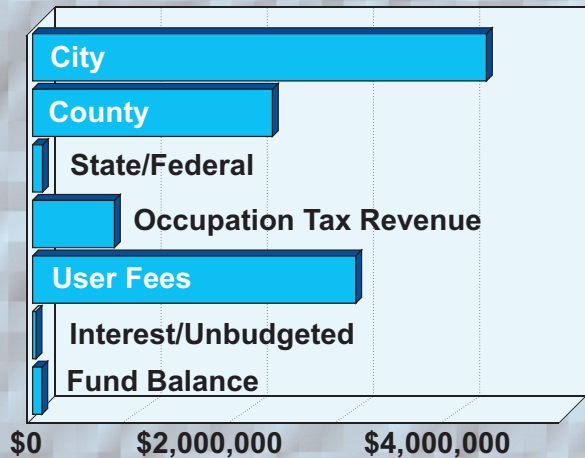 City
County
State/Federal
Occupation Tax Revenue
User Fees
Interest/Unbudgeted
Fund Balance
$0 $2,000,000 $4,000,000